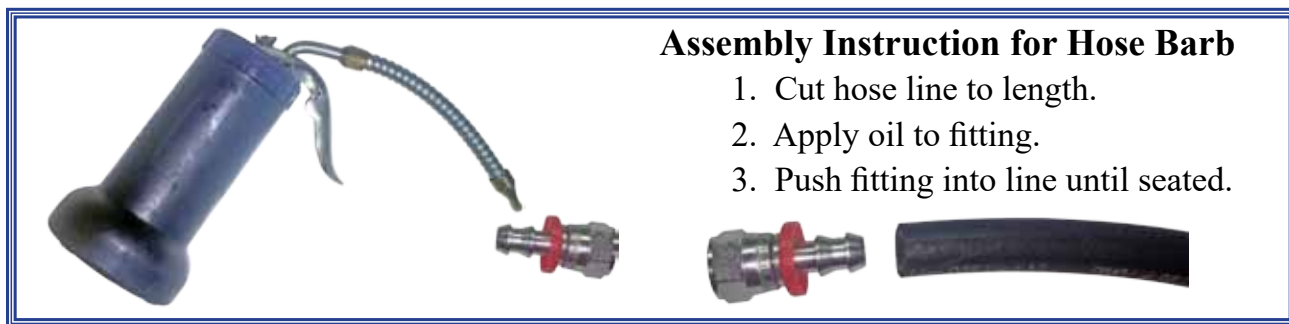 Assembly Instruction for Hose Barb
1. Cut hose line to length.
2. Apply oil to fitting.
3. Push fitting into line until seated.